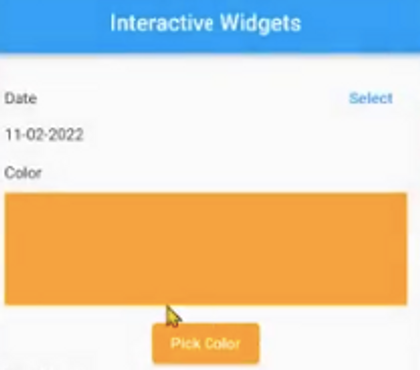 Interactive Widgets
Date Select
11-02-2022
Color
Pick Color